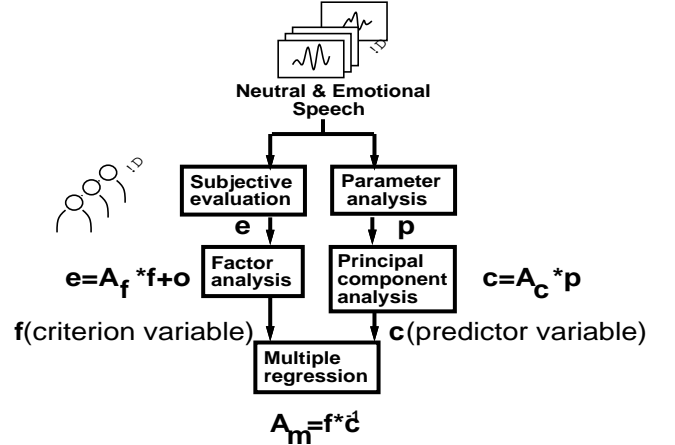 !D
Neutral & Emotional
Speech
!D
Subjective
evaluation
Parameter
analysis
e
p
e=A_f *f+o
Factor
analysis
Principal
component
analysis
c=A_c *p
f(criterion variable)
c(predictor variable)
Multiple
regression
A_m=f*c^-1